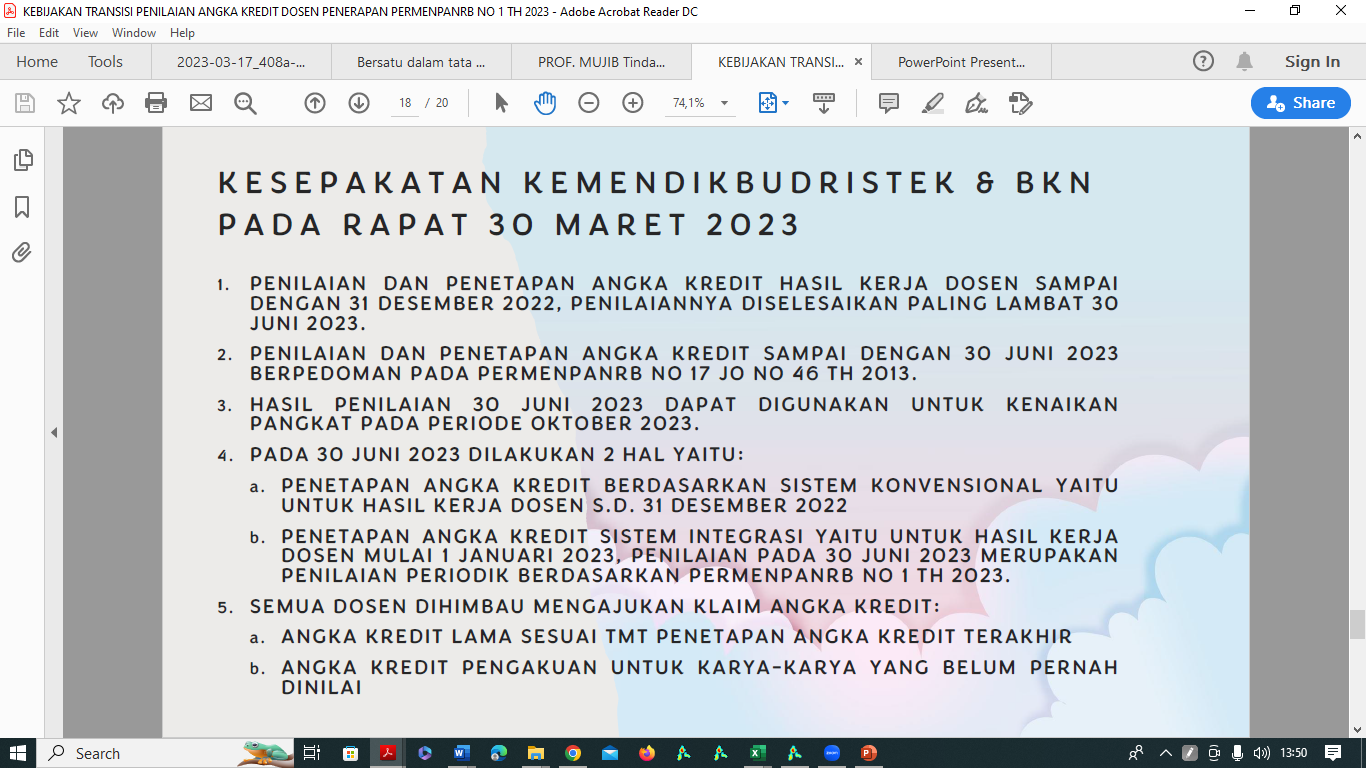 KEBIJAKAN TRANSISI PENILAIAN ANGKA KREDIT DOSEN PENERAPAN PERMENPANRB NO 1 TH 2023 - Adobe Acrobat Reader DC
File Edit View Window Help
Home Tools 2023-03-17_408a-... Bersatu dalam tata ... PROF. MUJIB Tinda... KEBIJAKAN TRANSI... PowerPoint Present... Sign In
18 / 20 74,1% Share
KESEPAKATAN KEMENDIKBUDRISTEK & BKN
PADA RAPAT 30 MARET 2023
1. PENILAIAN DAN PENETAPAN ANGKA KREDIT HASIL KERJA DOSEN SAMPAI
DENGAN 31 DESEMBER 2022, PENILAIANNYA DISELESAIKAN PALING LAMBAT 30
JUNI 2023.
2. PENILAIAN DAN PENETAPAN ANGKA KREDIT SAMPAI DENGAN 30 JUNI 2023
BERPEDOMAN PADA PERMENPANRB NO 17 JO NO 46 TH 2013.
3. HASIL PENILAIAN 30 JUNI 2023 DAPAT DIGUNAKAN UNTUK KENAIKAN
PANGKAT PADA PERIODE OKTOBER 2023.
4. PADA 30 JUNI 2023 DILAKUKAN 2 HAL YAITU:
a. PENETAPAN ANGKA KREDIT BERDASARKAN SISTEM KONVENSIONAL YAITU
UNTUK HASIL KERJA DOSEN S.D. 31 DESEMBER 2022
b. PENETAPAN ANGKA KREDIT SISTEM INTEGRASI YAITU UNTUK HASIL KERJA
DOSEN MULAI 1 JANUARI 2023, PENILAIAN PADA 30 JUNI 2023 MERUPAKAN
PENILAIAN PERIODIK BERDASARKAN PERMENPANRB NO 1 TH 2023.
5. SEMUA DOSEN DIHIMBAU MENGAJUKAN KLAIM ANGKA KREDIT:
a. ANGKA KREDIT LAMA SESUAI TMT PENETAPAN ANGKA KREDIT TERAKHIR
b. ANGKA KREDIT PENGAKUAN UNTUK KARYA-KARYA YANG BELUM PERNAH
DINILAI
Search 13:50